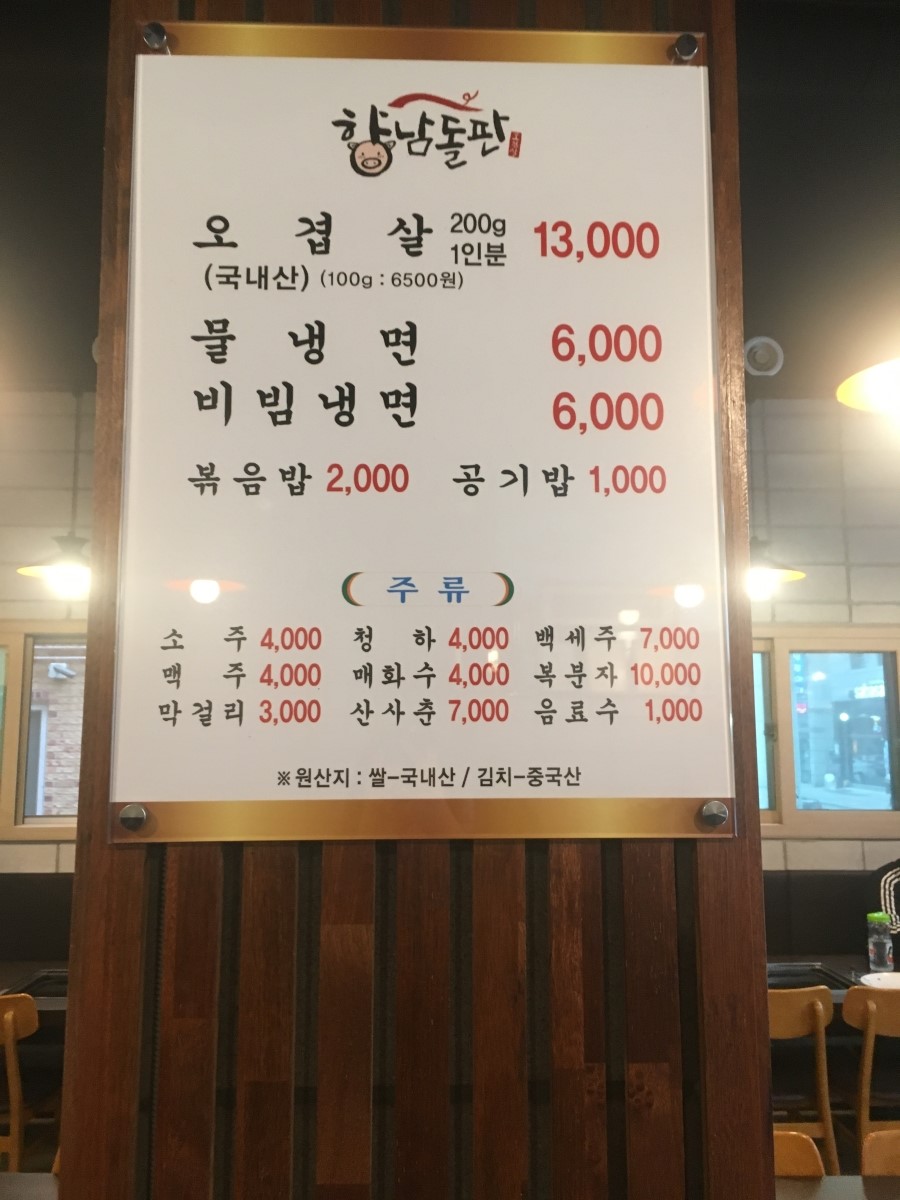 향남돌판
오겹살 200g 1인분 13,000
(국내산) (100g : 6500원)
물냉면 6,000
비빔냉면 6,000
볶음밥 2,000 공기밥 1,000
주류
소주 4,000 청하 4,000 백세주 7,000
맥주 4,000 매화수 4,000 복분자 10,000
막걸리 3,000 산사춘 7,000 음료수 1,000
※원산지 : 쌀-국내산 / 김치-중국산